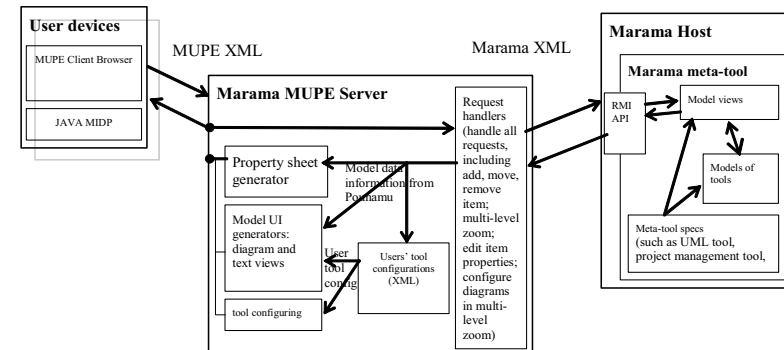 User devices
MUPE Client Browser
JAVA MIDP
MUPE XML
Marama XML
Marama MUPE Server
Property sheet
generator
Model data
information from
Pounamu
Model UI
generators:
diagram and
text views
User
tool
config
Users' tool
configurations
(XML)
tool configuring
Request
handlers
(handle all
requests,
including
add, move,
remove
item;
multi-level
zoom;
edit item
properties;
configure
diagrams
in multi-
level
zoom)
Marama Host
Marama meta-tool
RMI
API
Model views
Models of
tools
Meta-tool specs
(such as UML tool,
project management tool,